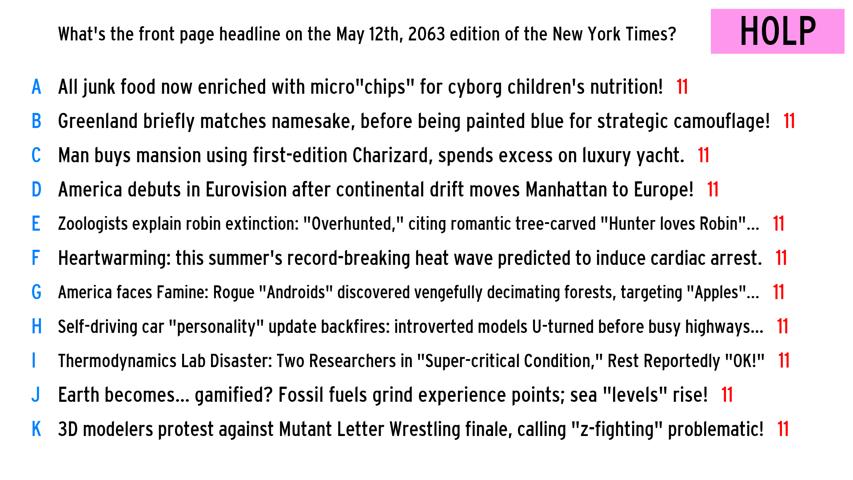 What's the front page headline on the May 12th, 2063 edition of the New York Times?
HOLP
A All junk food now enriched with micro"chips" for cyborg children's nutrition! 11
B Greenland briefly matches namesake, before being painted blue for strategic camouflage! 11
C Man buys mansion using first-edition Charizard, spends excess on luxury yacht. 11
D America debuts in Eurovision after continental drift moves Manhattan to Europe! 11
E Zoologists explain robin extinction: "Overhunted," citing romantic tree-carved "Hunter loves Robin"... 11
F Heartwarming: this summer's record-breaking heat wave predicted to induce cardiac arrest. 11
G America faces Famine: Rogue "Androids" discovered vengefully decimating forests, targeting "Apples"... 11
H Self-driving car "personality" update backfires: introverted models U-turned before busy highways... 11
I Thermodynamics Lab Disaster: Two Researchers in "Super-critical Condition," Rest Reportedly "OK!" 11
J Earth becomes... gamified? Fossil fuels grind experience points; sea "levels" rise! 11
K 3D modelers protest against Mutant Letter Wrestling finale, calling "z-fighting" problematic! 11